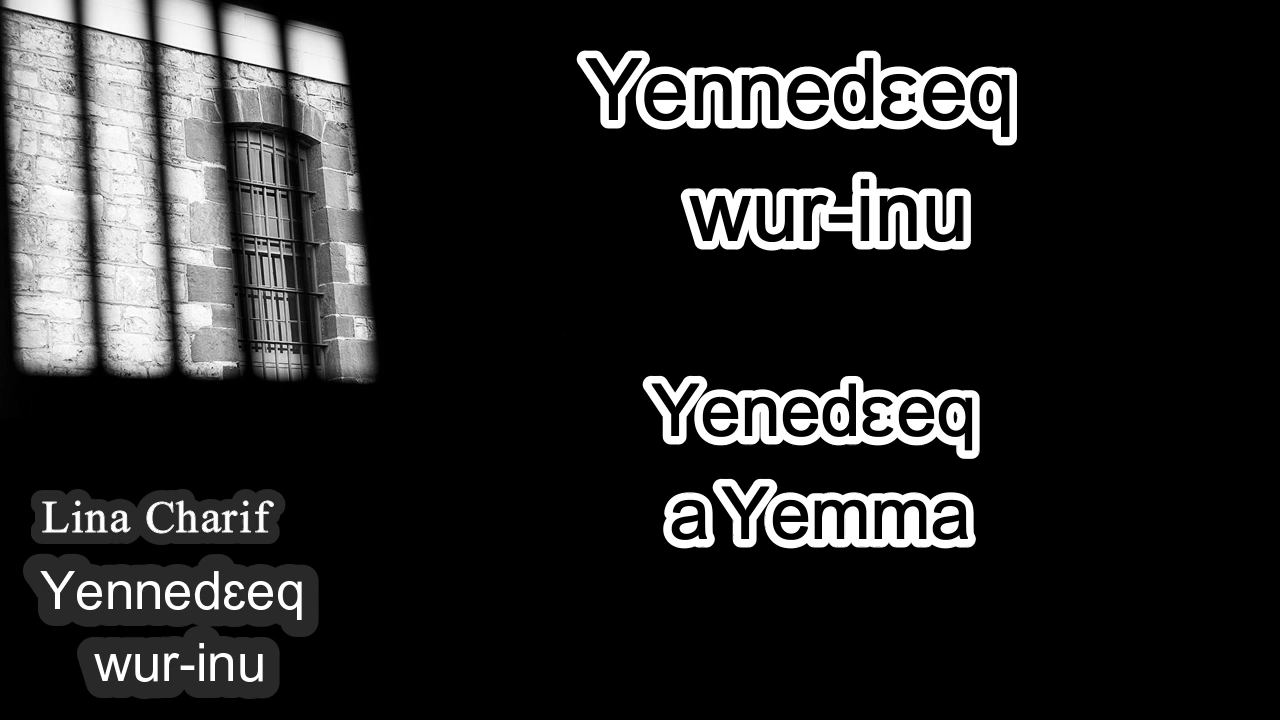 Yennedɛeq
wur-inu
Yenedɛeq
a Yemma
Lina Charif
Yennedɛeq
wur-inu